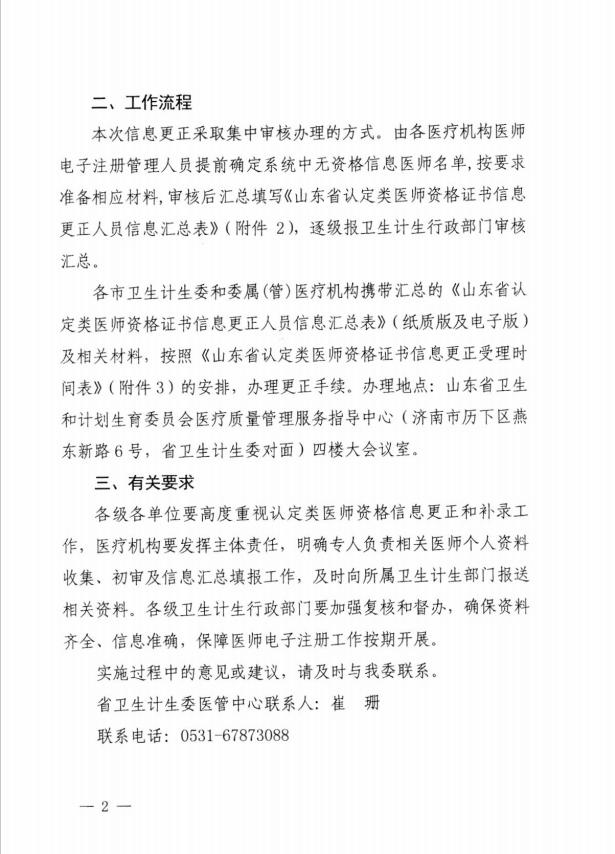 二、工作流程
本次信息更正采取集中审核办理的方式。由各医疗机构医师
电子注册管理人员提前确定系统中无资格信息医师名单,按要求
准备相应材料,审核后汇总填写《山东省认定类医师资格证书信息
更正人员信息汇总表》(附件 2),逐级报卫生计生行政部门审核
汇总。
各市卫生计生委和委属(管)医疗机构携带汇总的《山东省认
定类医师资格证书信息更正人员信息汇总表》(纸质版及电子版)
及相关材料，按照《山东省认定类医师资格证书信息更正受理时
间表》(附件3)的安排，办理更正手续。办理地点：山东省卫生
和计划生育委员会医疗质量管理服务指导中心（济南市历下区燕
东新路6号，省卫生计生委对面）四楼大会议室。
三、有关要求
各级各单位要高度重视认定类医师资格信息更正和补录工
作，医疗机构要发挥主体责任，明确专人负责相关医师个人资料
收集、初审及信息汇总填报工作，及时向所属卫生计生部门报送
相关资料。各级卫生计生行政部门要加强复核和督办，确保资料
齐全、信息准确，保障医师电子注册工作按期开展。
实施过程中的意见或建议，请及时与我委联系。
省卫生计生委医管中心联系人：崔　珊
联系电话：0531-67873088
— 2 —